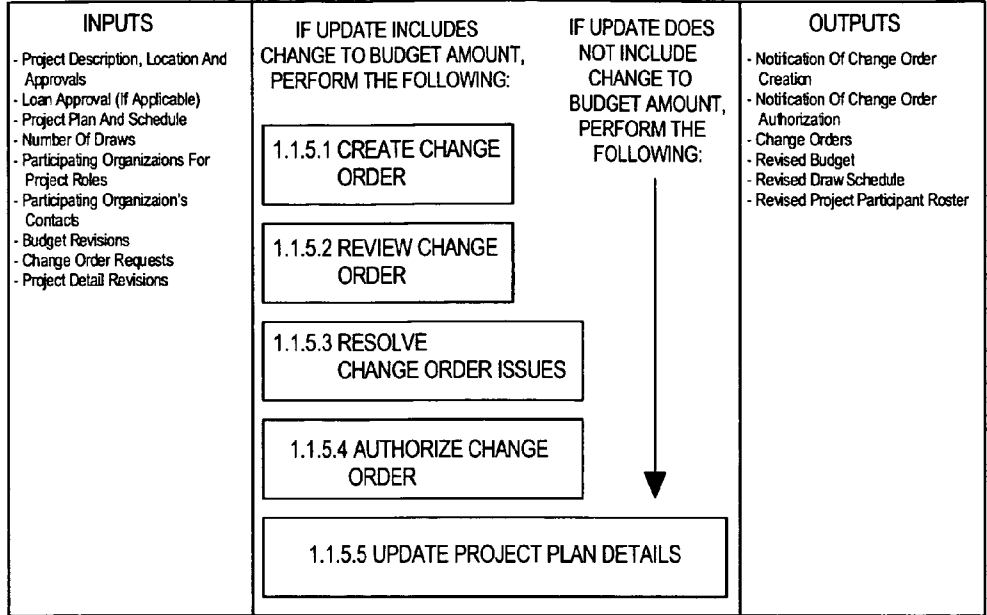 INPUTS
- Project Description, Location And
Approvals
- Loan Approval (If Applicable)
- Project Plan And Schedule
- Number Of Draws
- Participating Organizaions For
Project Roles
- Participating Organizaion's
Contacts
- Budget Revisions
- Change Order Requests
- Project Detail Revisions
IF UPDATE INCLUDES
CHANGE TO BUDGET AMOUNT,
PERFORM THE FOLLOWING:
1.1.5.1 CREATE CHANGE
ORDER
1.1.5.2 REVIEW CHANGE
ORDER
1.1.5.3 RESOLVE
CHANGE ORDER ISSUES
1.1.5.4 AUTHORIZE CHANGE
ORDER
IF UPDATE DOES
NOT INCLUDE
CHANGE TO
BUDGET AMOUNT,
PERFORM THE
FOLLOWING:
1.1.5.5 UPDATE PROJECT PLAN DETAILS
OUTPUTS
- Notification Of Change Order
Creation
- Notification Of Change Order
Authorization
- Change Orders
- Revised Budget
- Revised Draw Schedule
- Revised Project Participant Roster